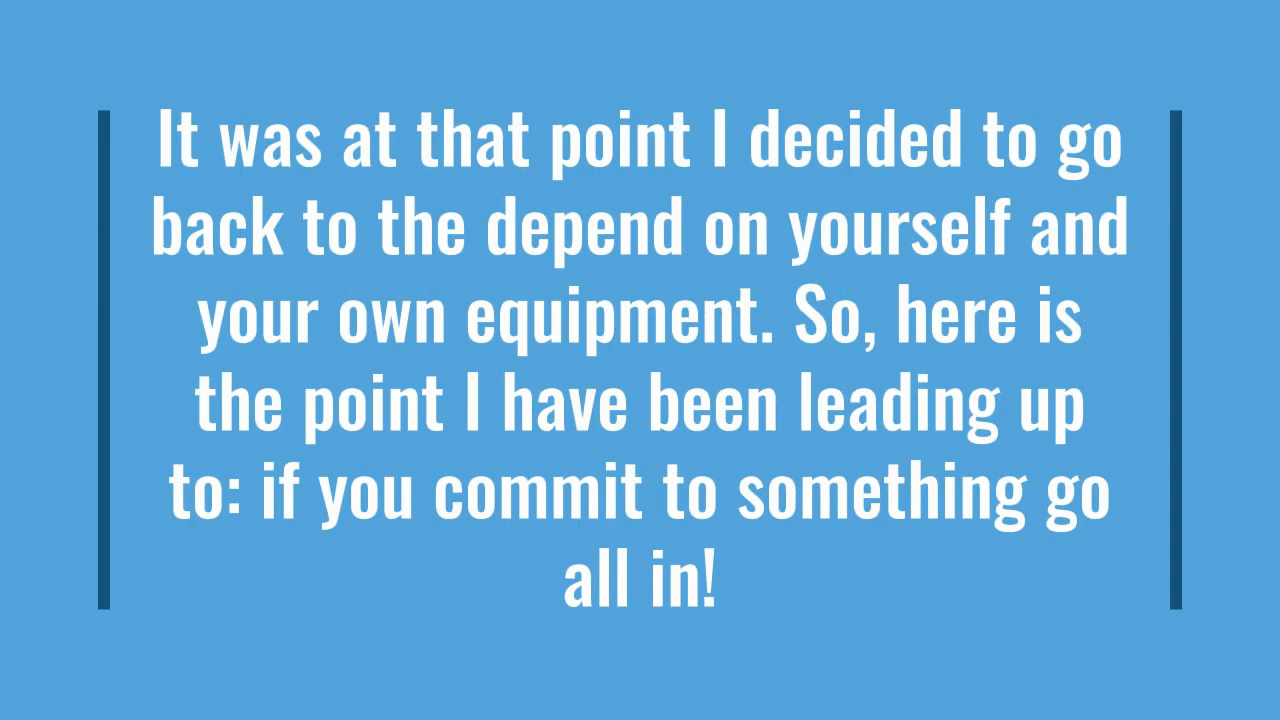 It was at that point I decided to go
back to the depend on yourself and
your own equipment. So, here is
the point I have been leading up
to: if you commit to something go
all in!